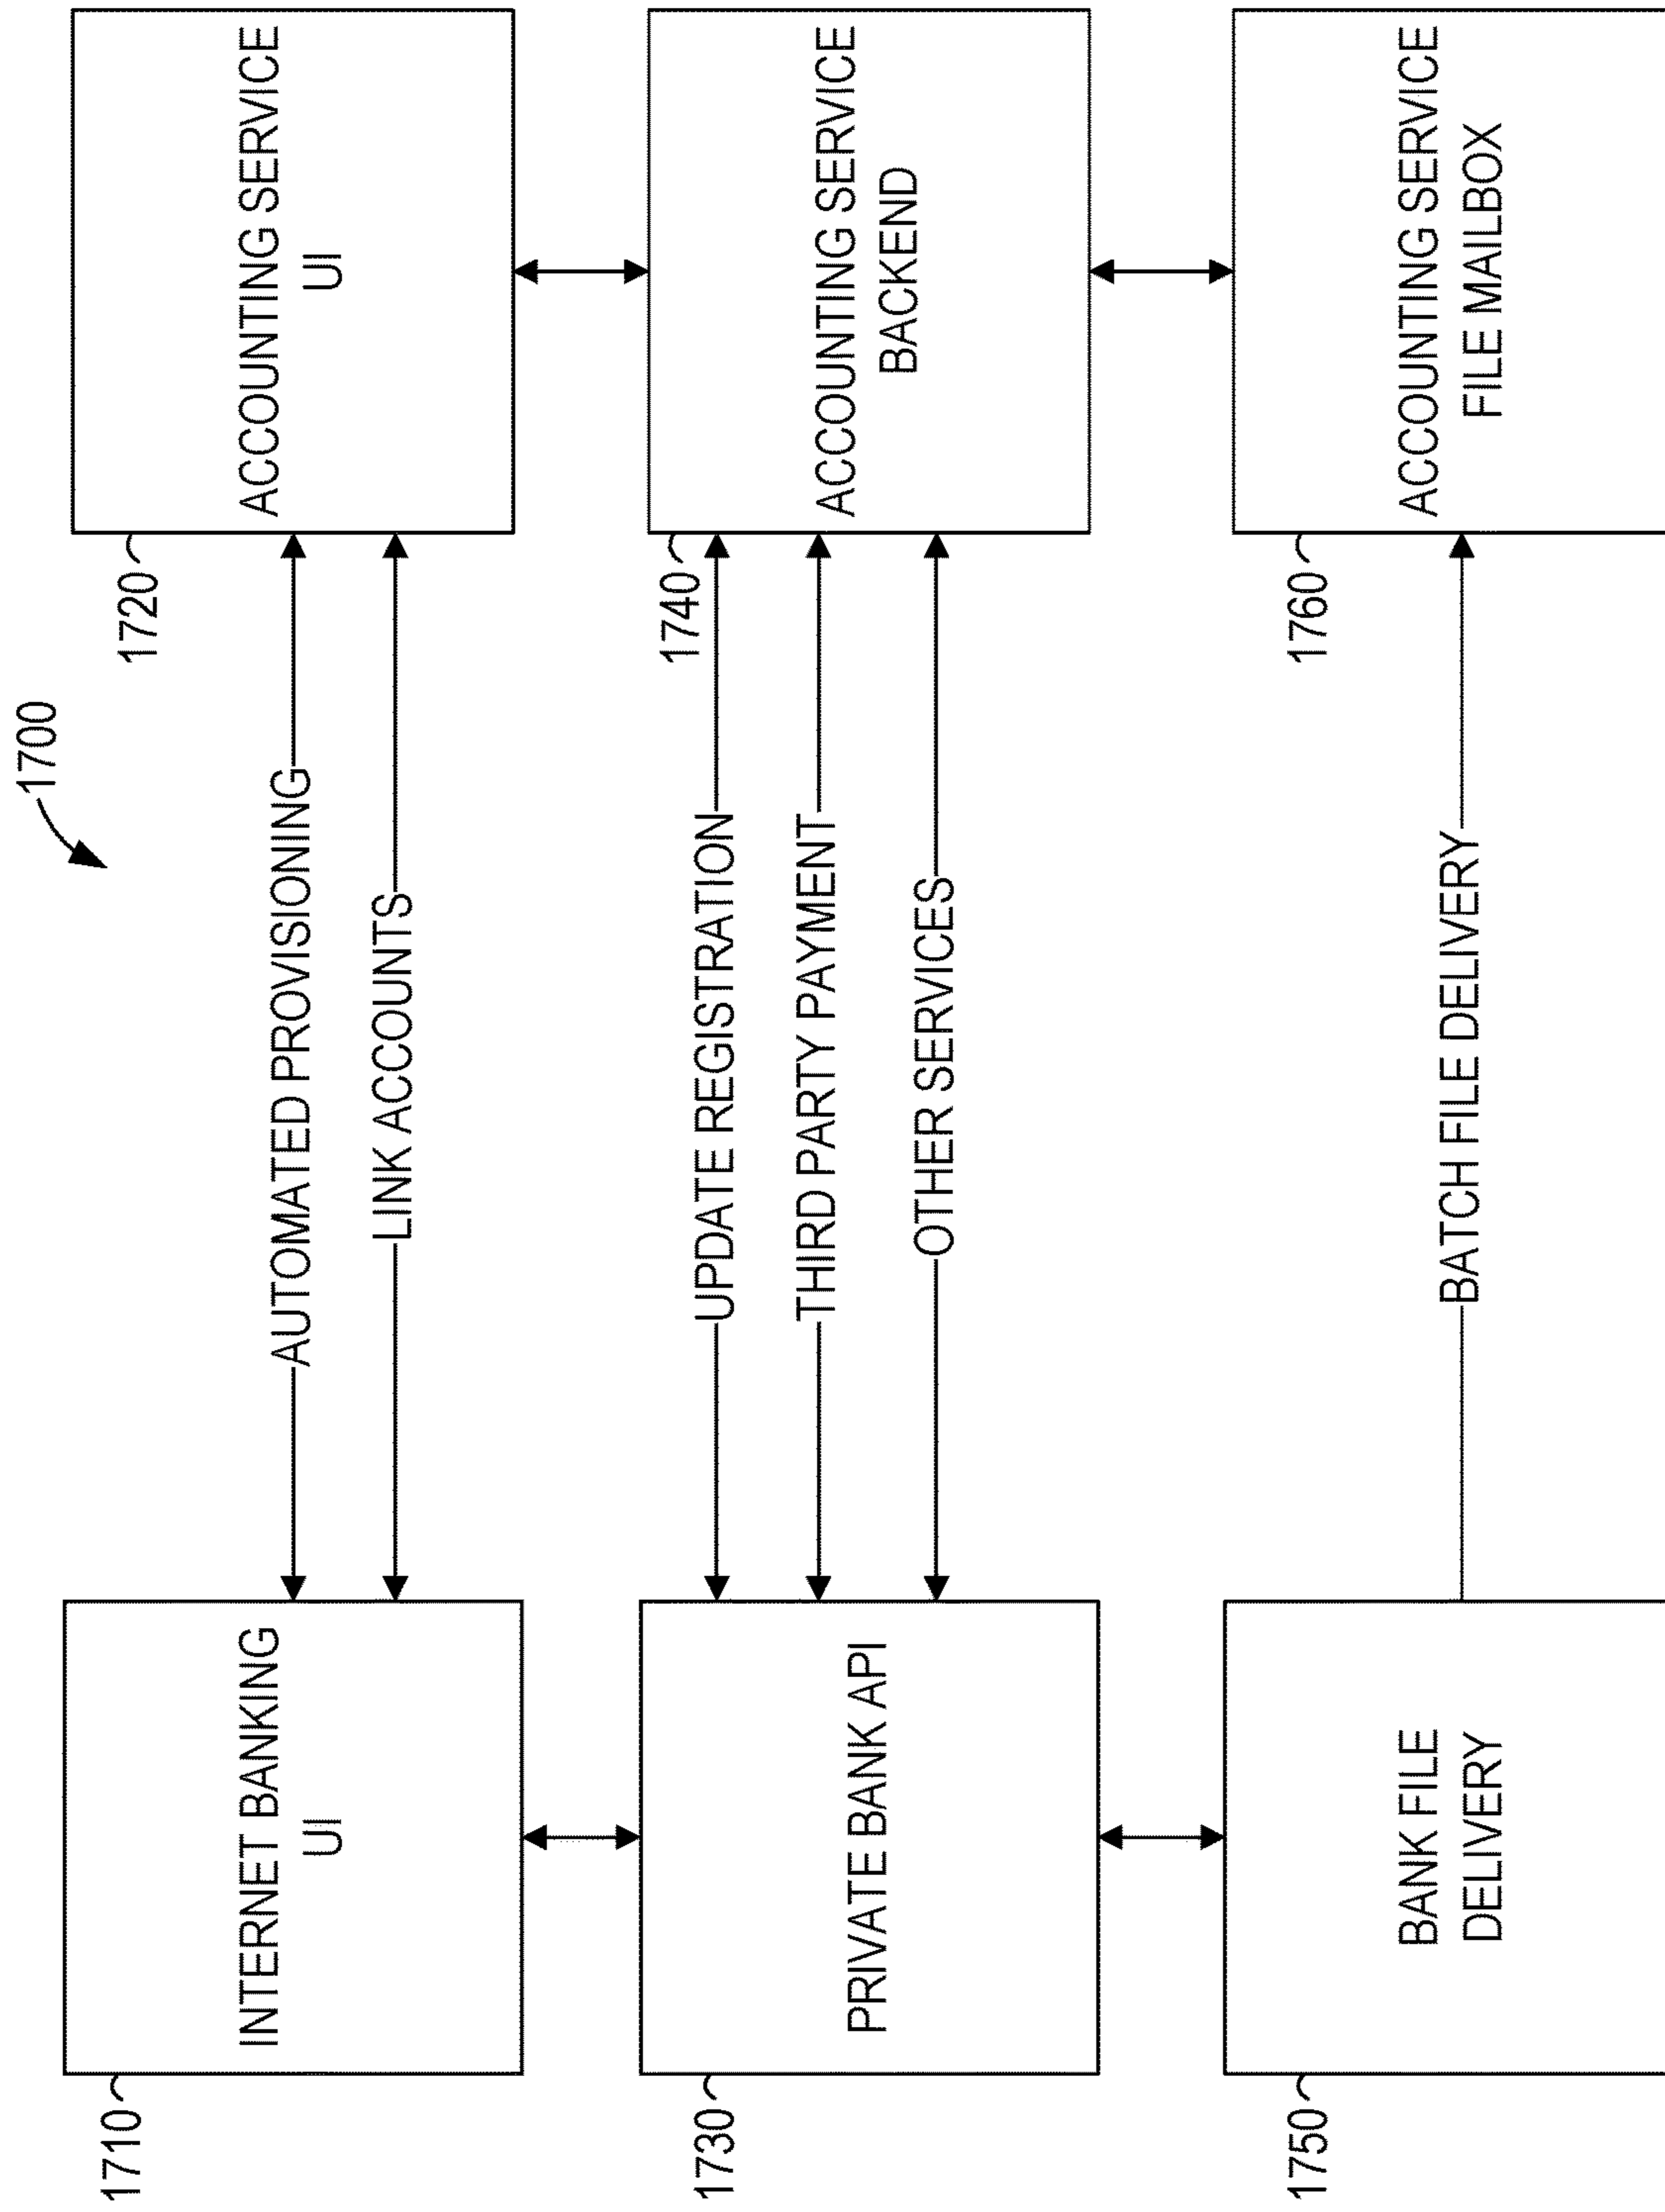 1700
1710
INTERNET BANKING
UI
AUTOMATED PROVISIONING
LINK ACCOUNTS
1720
ACCOUNTING SERVICE
UI
1730
PRIVATE BANK API
UPDATE REGISTRATION
THIRD PARTY PAYMENT
OTHER SERVICES
1740
ACCOUNTING SERVICE
BACKEND
1750
BANK FILE
DELIVERY
BATCH FILE DELIVERY
1760
ACCOUNTING SERVICE
FILE MAILBOX